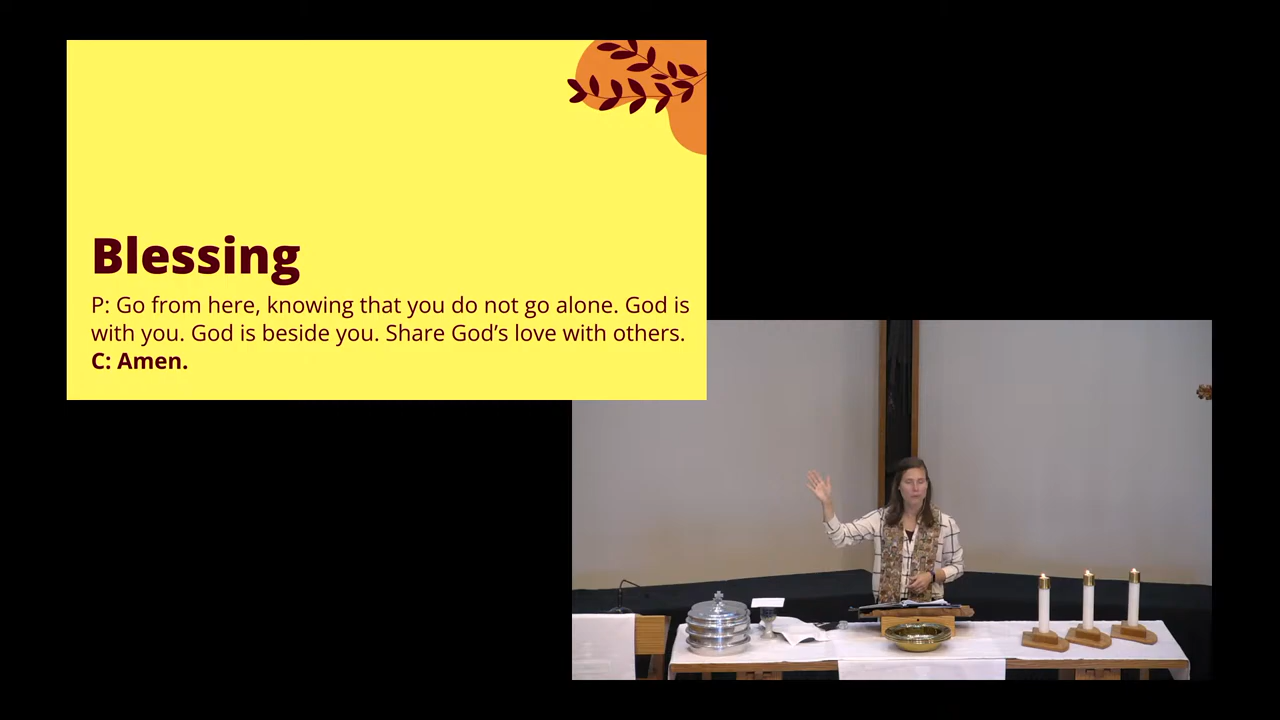 Blessing
P: Go from here, knowing that you do not go alone. God is
with you. God is beside you. Share God’s love with others.
C: Amen.